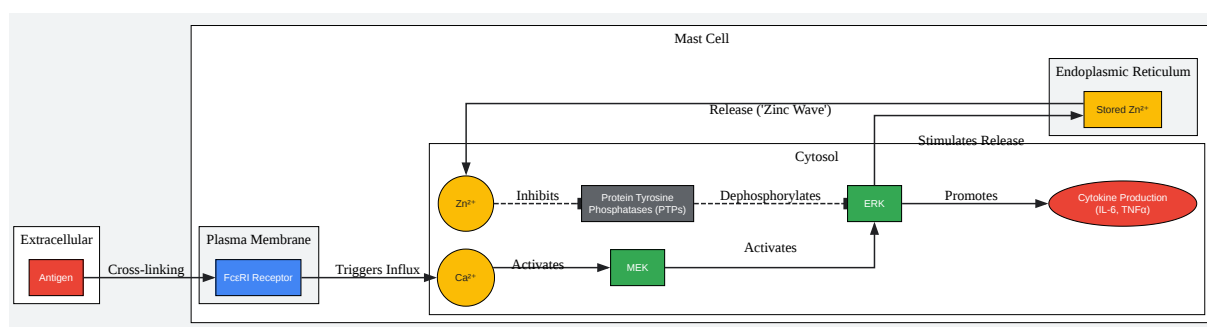 Mast Cell
Endoplasmic Reticulum
Stored Zn²⁺
Release ('Zinc Wave')
Stimulates Release
Cytosol
Zn²⁺
Inhibits
Protein Tyrosine
Phosphatases (PTPs)
Dephosphorylates
ERK
Promotes
Cytokine Production
(IL-6, TNFα)
Extracellular
Antigen
Cross-linking
Plasma Membrane
FcεRI Receptor
Triggers Influx
Ca²⁺
Activates
MEK
Activates